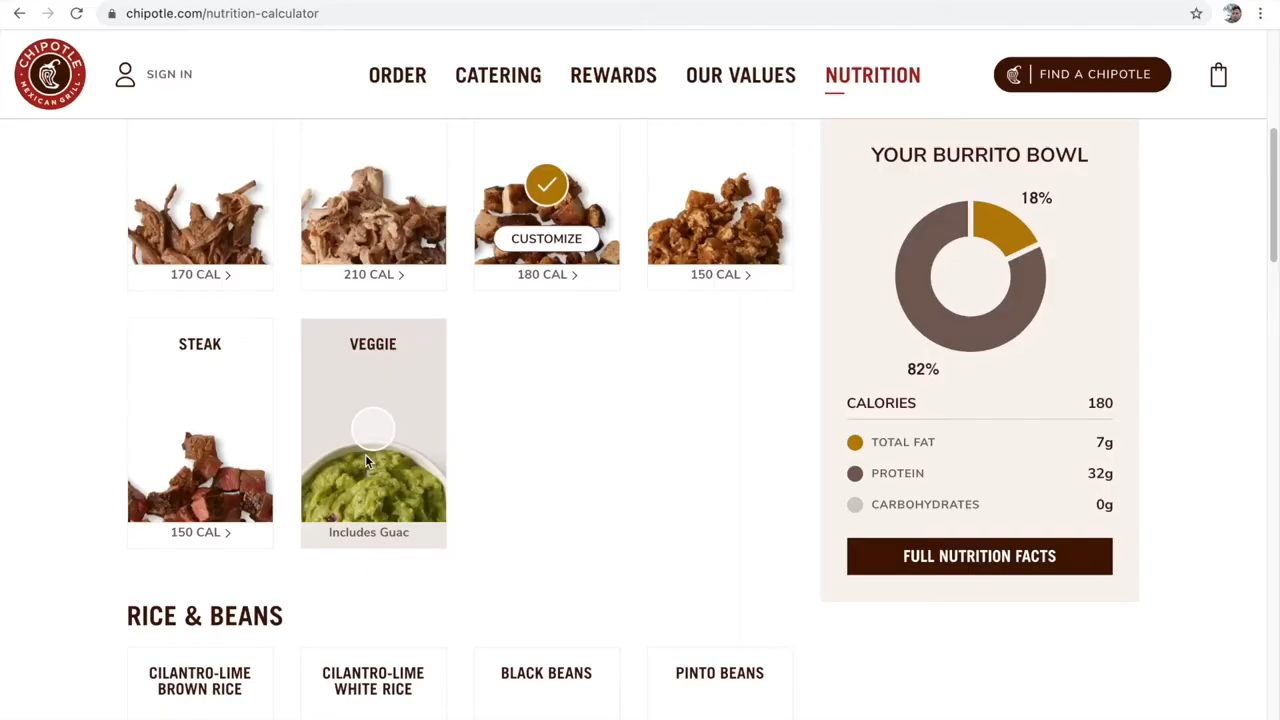 chipotle.com/nutrition-calculator
CHIPOTLE
MEXICAN GRILL
SIGN IN
ORDER
CATERING
REWARDS
OUR VALUES
NUTRITION
FIND A CHIPOTLE
CUSTOMIZE
170 CAL
210 CAL
180 CAL
150 CAL
STEAK
150 CAL
VEGGIE
Includes Guac
RICE & BEANS
CILANTRO-LIME
BROWN RICE
CILANTRO-LIME
WHITE RICE
BLACK BEANS
PINTO BEANS
YOUR BURRITO BOWL
18%
82%
CALORIES 180
TOTAL FAT 7g
PROTEIN 32g
CARBOHYDRATES 0g
FULL NUTRITION FACTS